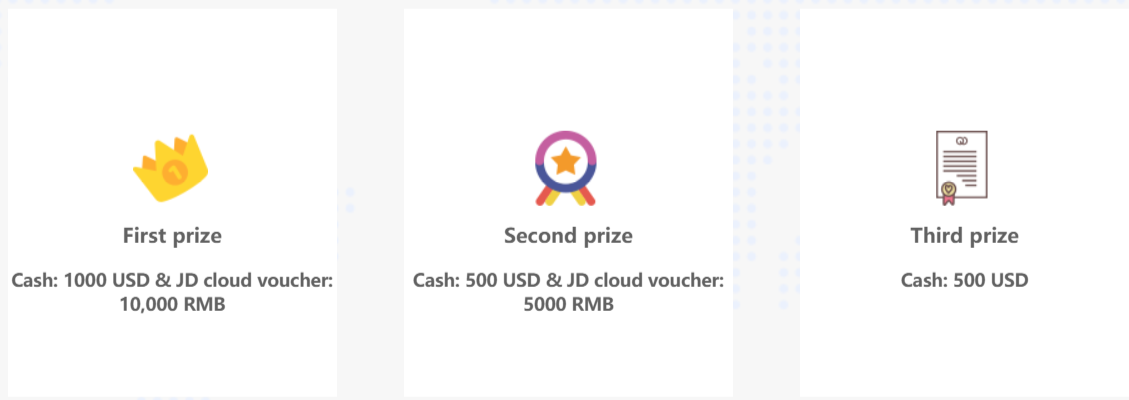 First prize
Cash: 1000 USD & JD cloud voucher:
10,000 RMB
Second prize
Cash: 500 USD & JD cloud voucher:
5000 RMB
Third prize
Cash: 500 USD